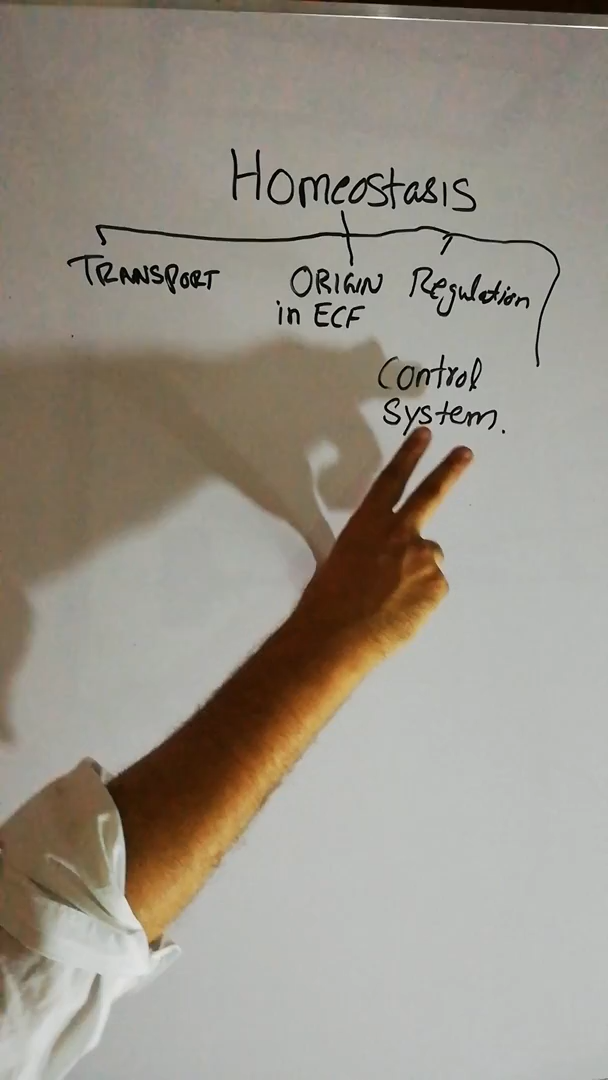 Homeostasis
TRANSPORT
ORIGIN
in ECF
Regulation
Control
System.